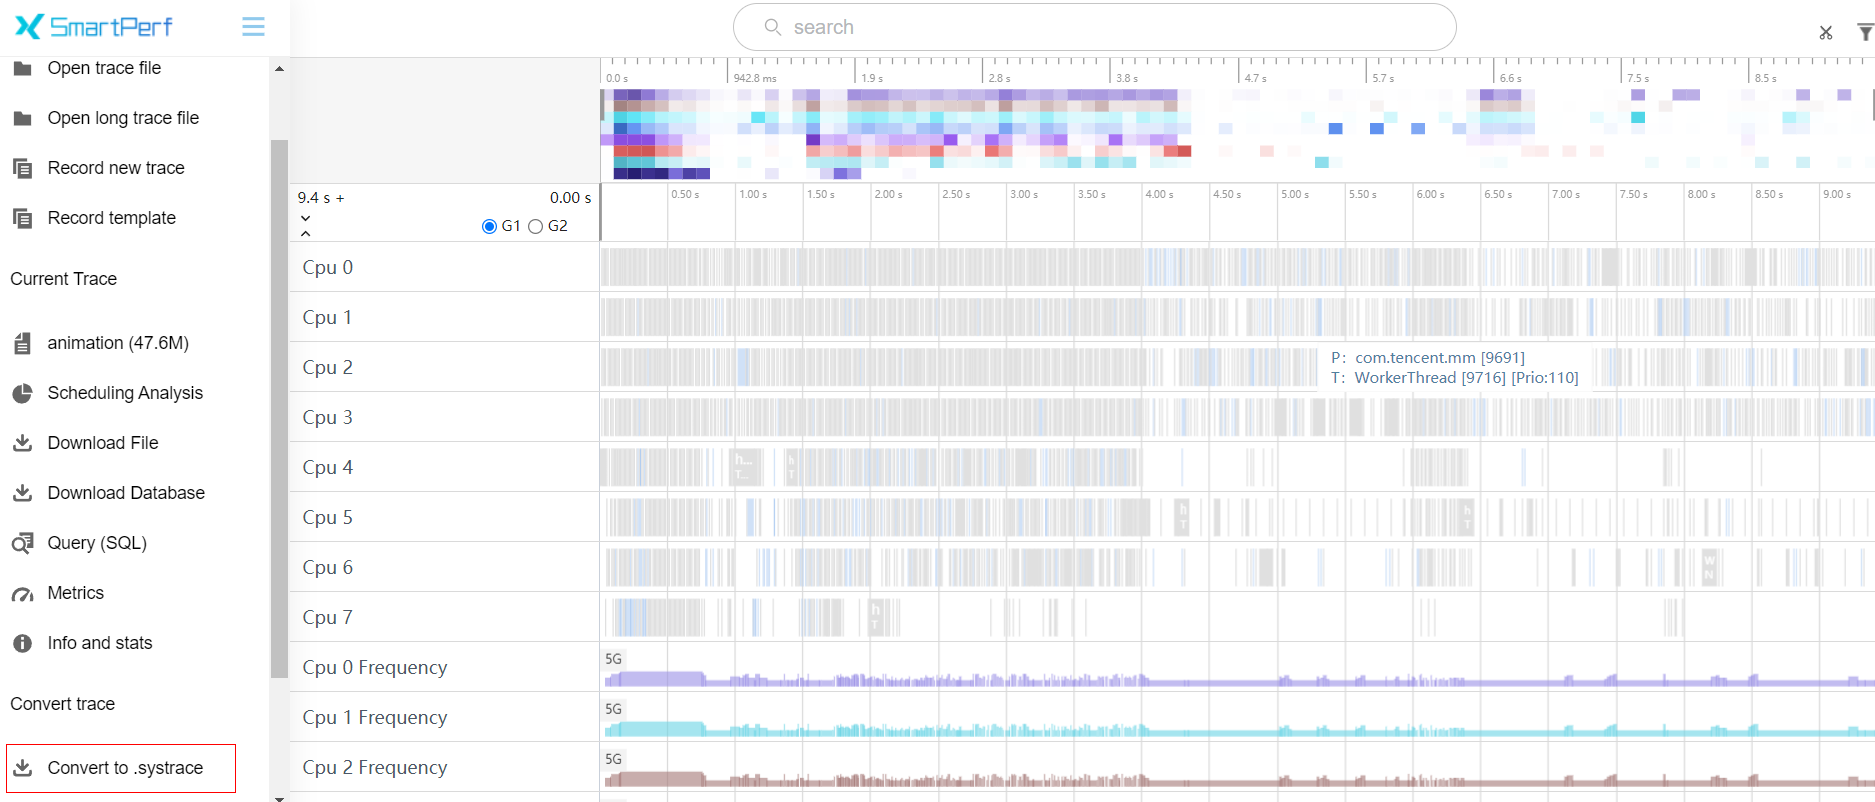 SmartPerf
search
Open trace file
Open long trace file
Record new trace
Record template
Current Trace
animation (47.6M)
Scheduling Analysis
Download File
Download Database
Query (SQL)
Metrics
Info and stats
Convert trace
Convert to .systrace
0.0 s 942.8 ms 1.9 s 2.8 s 3.8 s 4.7 s 5.7 s 6.6 s 7.5 s 8.5 s
9.4 s + 0.00 s
G1 G2
0.50 s 1.00 s 1.50 s 2.00 s 2.50 s 3.00 s 3.50 s 4.00 s 4.50 s 5.00 s 5.50 s 6.00 s 6.50 s 7.00 s 7.50 s 8.00 s 8.50 s 9.00 s
Cpu 0
Cpu 1
Cpu 2
P: com.tencent.mm [9691]
T: WorkerThread [9716] [Prio:110]
Cpu 3
Cpu 4
h... h
T... T
Cpu 5
h h
T T
Cpu 6
w
N
Cpu 7
h
T
Cpu 0 Frequency
5G
Cpu 1 Frequency
5G
Cpu 2 Frequency
5G